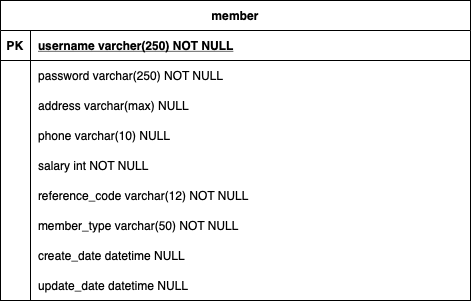 member
PK username varcher(250) NOT NULL
password varchar(250) NOT NULL
address varchar(max) NULL
phone varchar(10) NULL
salary int NOT NULL
reference_code varchar(12) NOT NULL
member_type varchar(50) NOT NULL
create_date datetime NULL
update_date datetime NULL